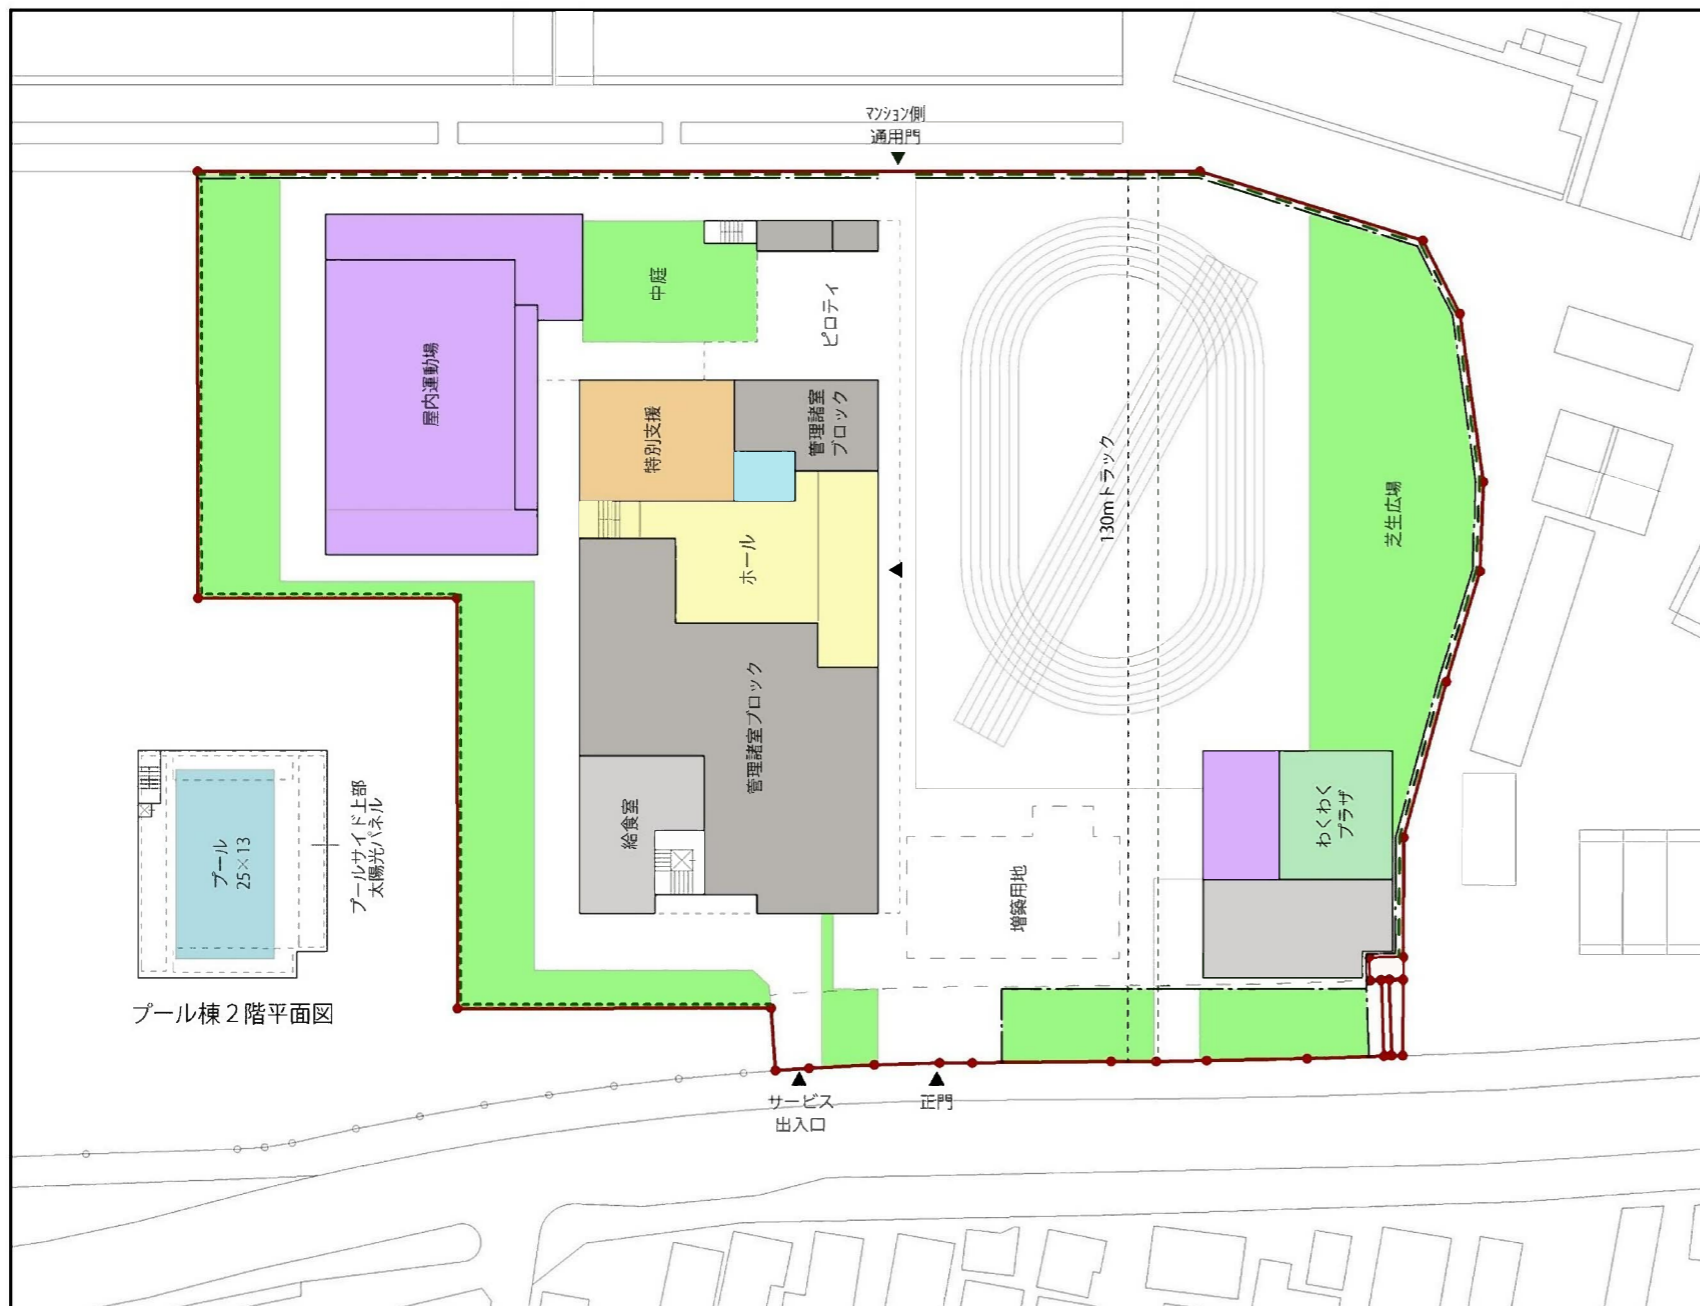 マンション側
通用門
中庭
ピロティ
屋内運動場
特別支援
管理諸室
ブロック
ホール
130mトラック
芝生広場
管理諸室ブロック
給食室
わくわく
プラザ
増築用地
プール
25×13
プールサイド上部
太陽光パネル
プール棟2階平面図
サービス
出入口
正門